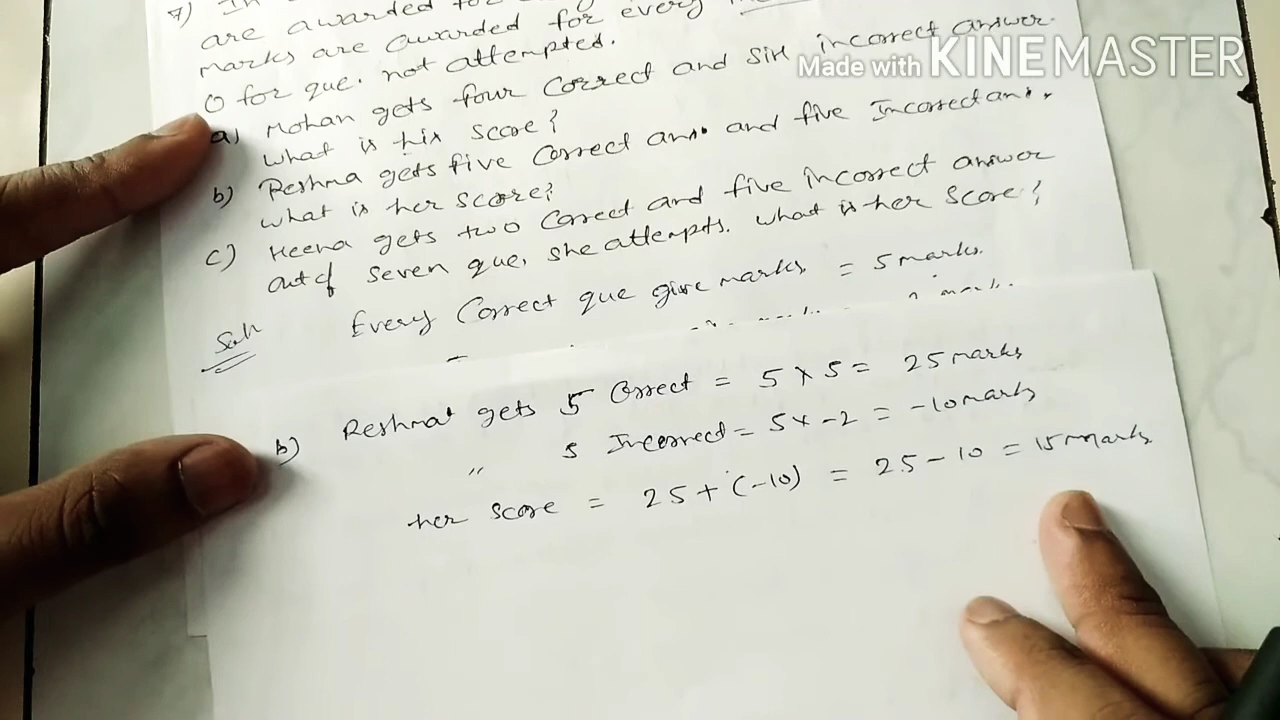 7) In
are awarded for
marks are awarded for every
0 for que. not attempted.
a) Mohan gets four correct and six incorrect answer.
what is his score?
b) Reshma gets five correct ans. and five Incorrect ans.
what is her score?
c) Heena gets two correct and five incorrect answer
out of seven que. she attempts. what is her score?
Soln Every correct que give marks = 5 marks.
b) Reshma gets 5 Correct = 5 × 5 = 25 marks
" 5 Incorrect = 5 × -2 = -10 marks
her score = 25 + (-10) = 25 - 10 = 15 marks
Made with KINEMASTER